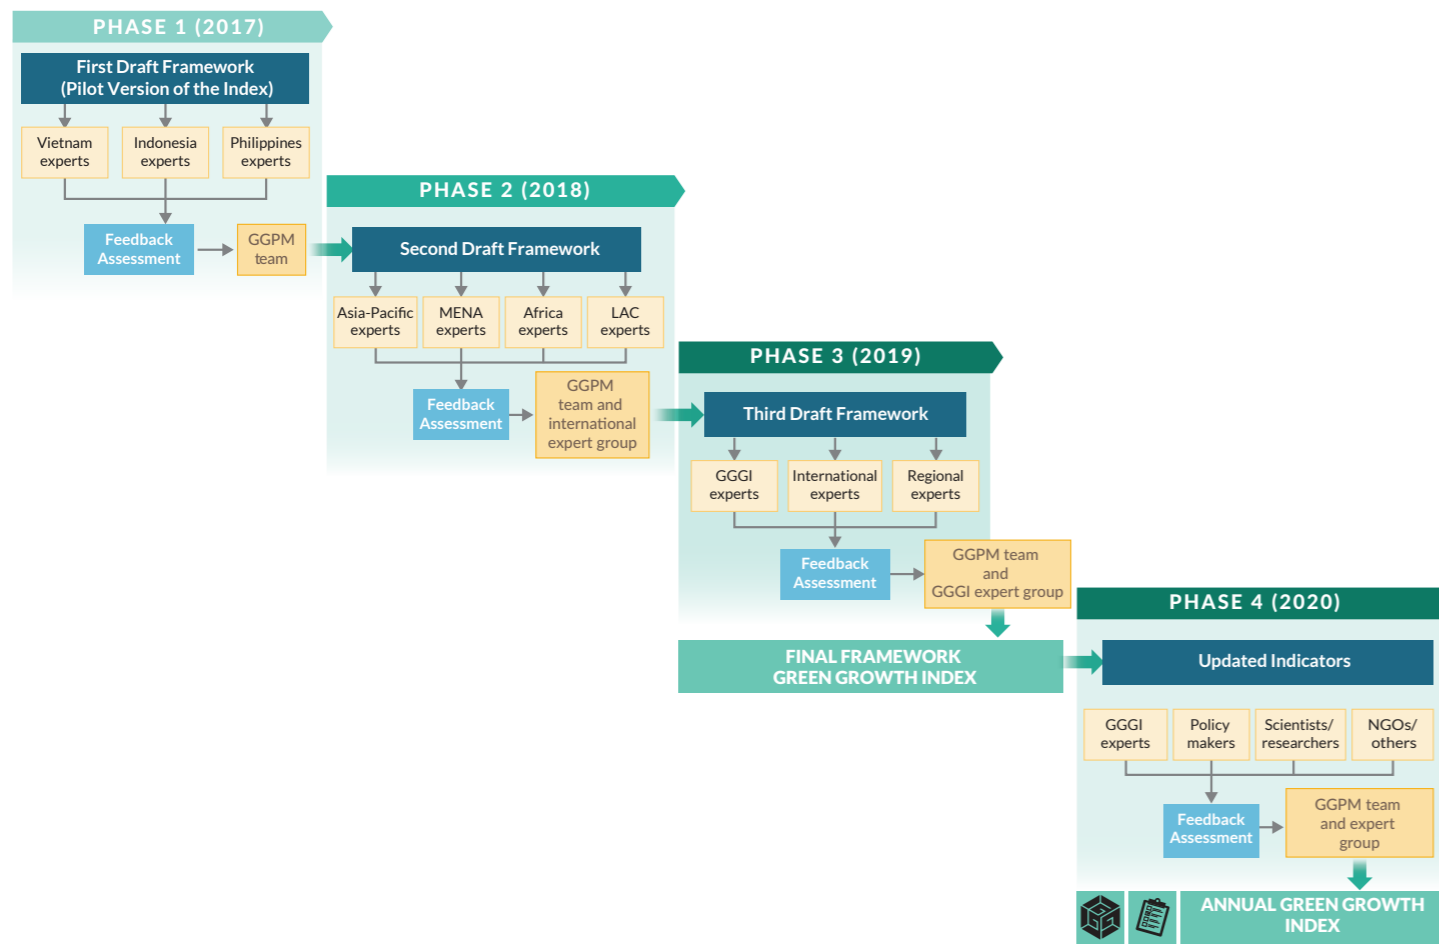 PHASE 1 (2017)
First Draft Framework
(Pilot Version of the Index)
Vietnam
experts
Indonesia
experts
Philippines
experts
Feedback
Assessment
GGPM
team
PHASE 2 (2018)
Second Draft Framework
Asia-Pacific
experts
MENA
experts
Africa
experts
LAC
experts
Feedback
Assessment
GGPM
team and
international
expert group
PHASE 3 (2019)
Third Draft Framework
GGGI
experts
International
experts
Regional
experts
Feedback
Assessment
GGPM team
and
GGGI expert group
FINAL FRAMEWORK
GREEN GROWTH INDEX
PHASE 4 (2020)
Updated Indicators
GGGI
experts
Policy
makers
Scientists/
researchers
NGOs/
others
Feedback
Assessment
GGPM team
and expert
group
ANNUAL GREEN GROWTH
INDEX